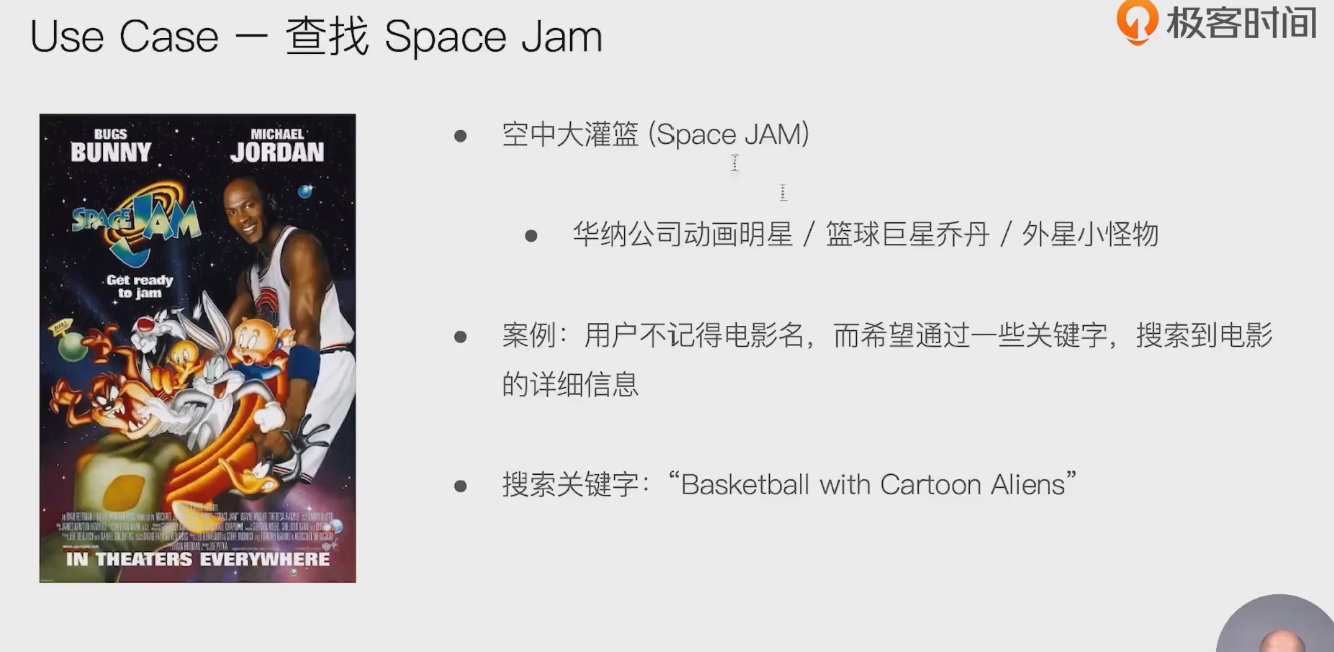 Use Case － 查找 Space Jam
极客时间
BUGS
BUNNY
MICHAEL
JORDAN
SPACE JAM
Get ready
to jam
IN THEATERS EVERYWHERE
● 空中大灌篮 (Space JAM)
● 华纳公司动画明星 / 篮球巨星乔丹 / 外星小怪物
● 案例：用户不记得电影名，而希望通过一些关键字，搜索到电影
的详细信息
● 搜索关键字：“Basketball with Cartoon Aliens”